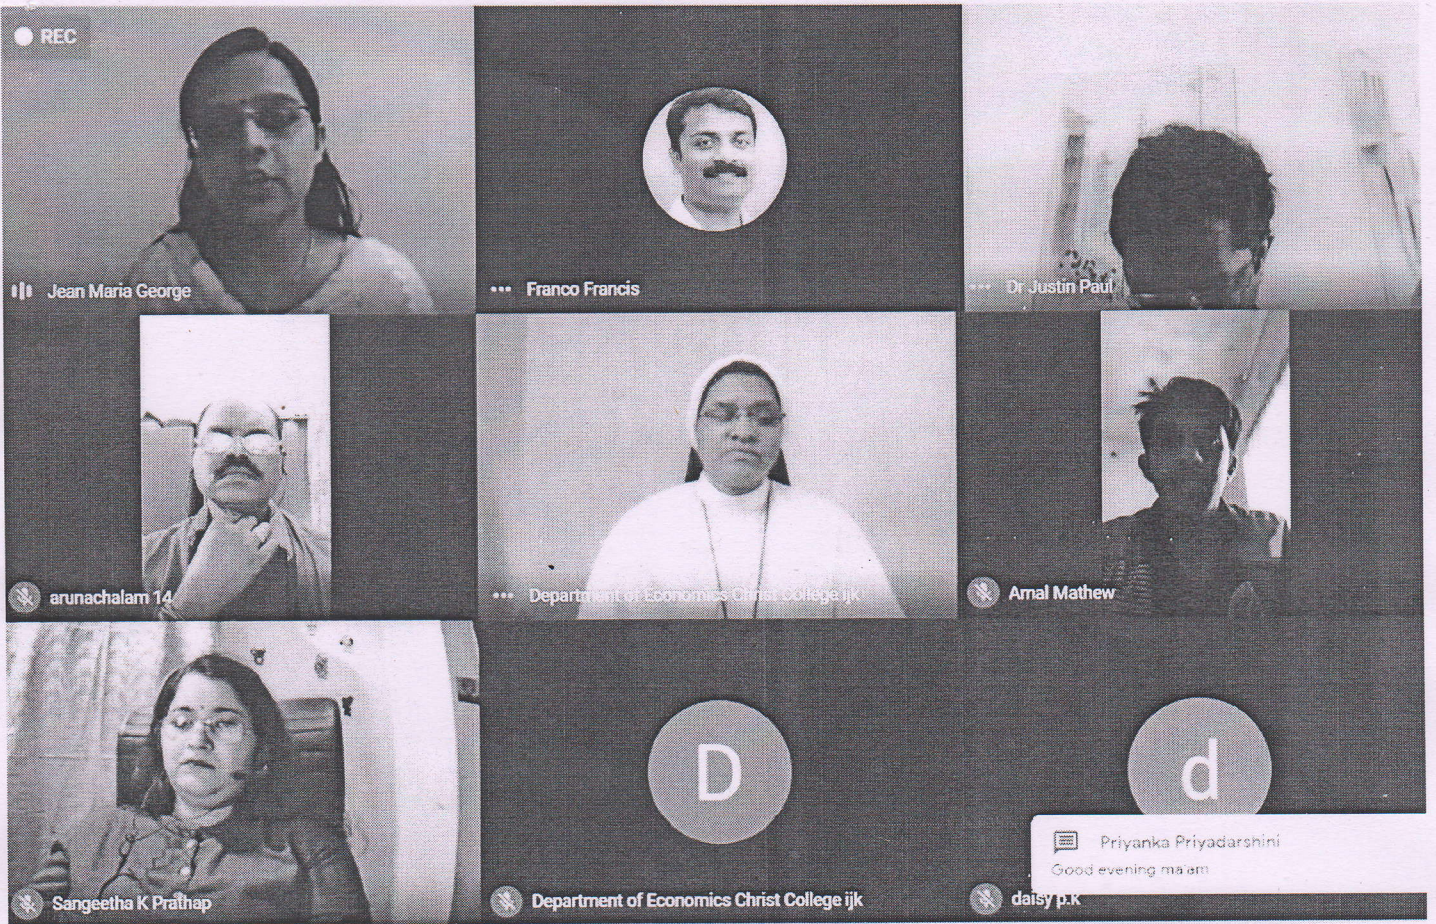 REC
Jean Maria George
Franco Francis
Dr Justin Paul
arunachalam 14
Department of Economics Christ College ijk
Amal Mathew
Sangeetha K Prathap
D
Department of Economics Christ College ijk
d
Priyanka Priyadarshini
Good evening ma'am
daisy p.k